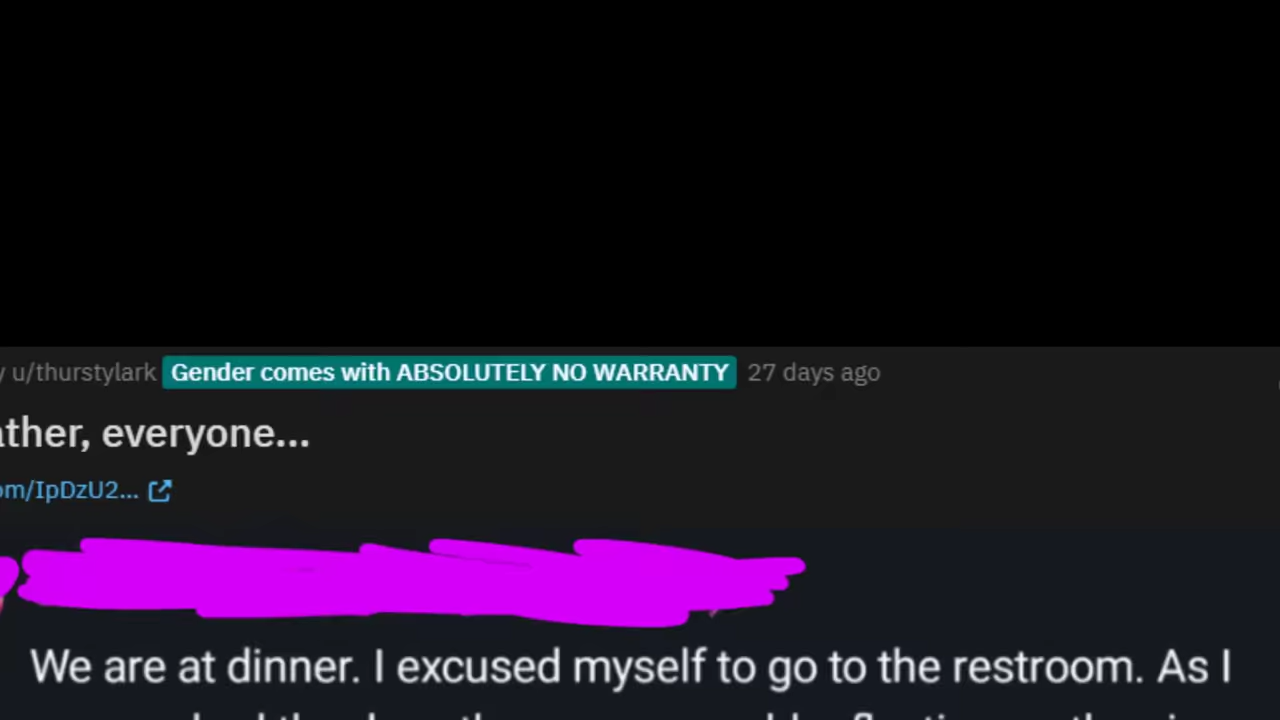 u/thurstylark Gender comes with ABSOLUTELY NO WARRANTY 27 days ago
ather, everyone...
om/IpDzU2...
We are at dinner. I excused myself to go to the restroom. As I